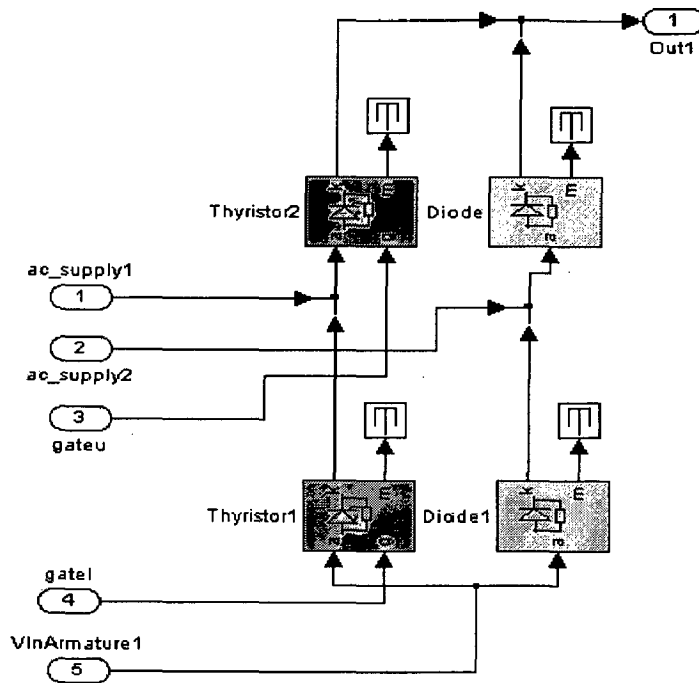 1
Out1
k
m
k
m
Thyristor2
Diode
a
g
a
ac_supply1
1
2
ac_supply2
3
gateu
k
m
k
m
Thyristor1
Diode1
a
g
a
gatel
4
VInArmature1
5